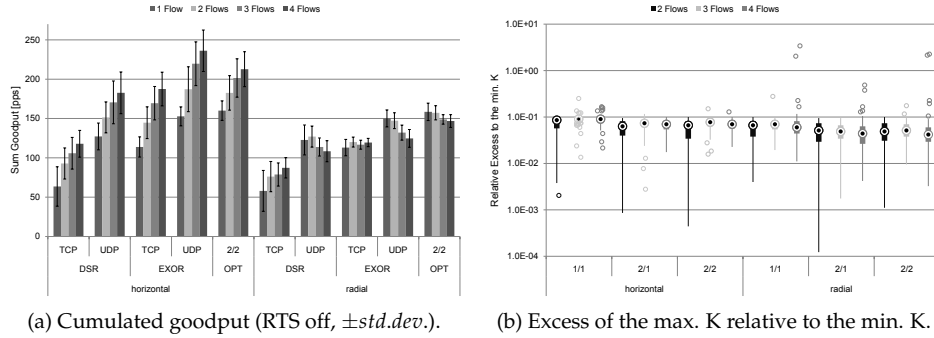 1 Flow 2 Flows 3 Flows 4 Flows
Sum Goodput [pps]
250
200
150
100
50
0
TCP UDP TCP UDP 2/2 TCP UDP TCP UDP 2/2
DSR EXOR OPT DSR EXOR OPT
horizontal radial
(a) Cumulated goodput (RTS off, ±std.dev.).
2 Flows 3 Flows 4 Flows
Relative Excess to the min. K
1.0E+01
1.0E+00
1.0E-01
1.0E-02
1.0E-03
1.0E-04
1/1 2/1 2/2 1/1 2/1 2/2
horizontal radial
(b) Excess of the max. K relative to the min. K.